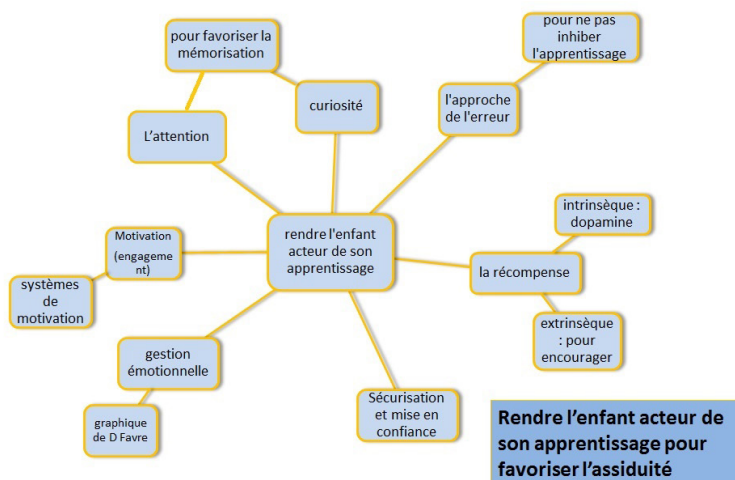 pour favoriser la
mémorisation
pour ne pas
inhiber
l'apprentissage
curiosité
l'approche
de l'erreur
L’attention
rendre l'enfant
acteur de son
apprentissage
intrinsèque :
dopamine
Motivation
(engageme
nt)
la récompense
systèmes
de
motivation
extrinsèque
: pour
encourager
gestion
émotionnelle
graphique
de D Favre
Sécurisation
et mise en
confiance
Rendre l’enfant acteur de
son apprentissage pour
favoriser l’assiduité